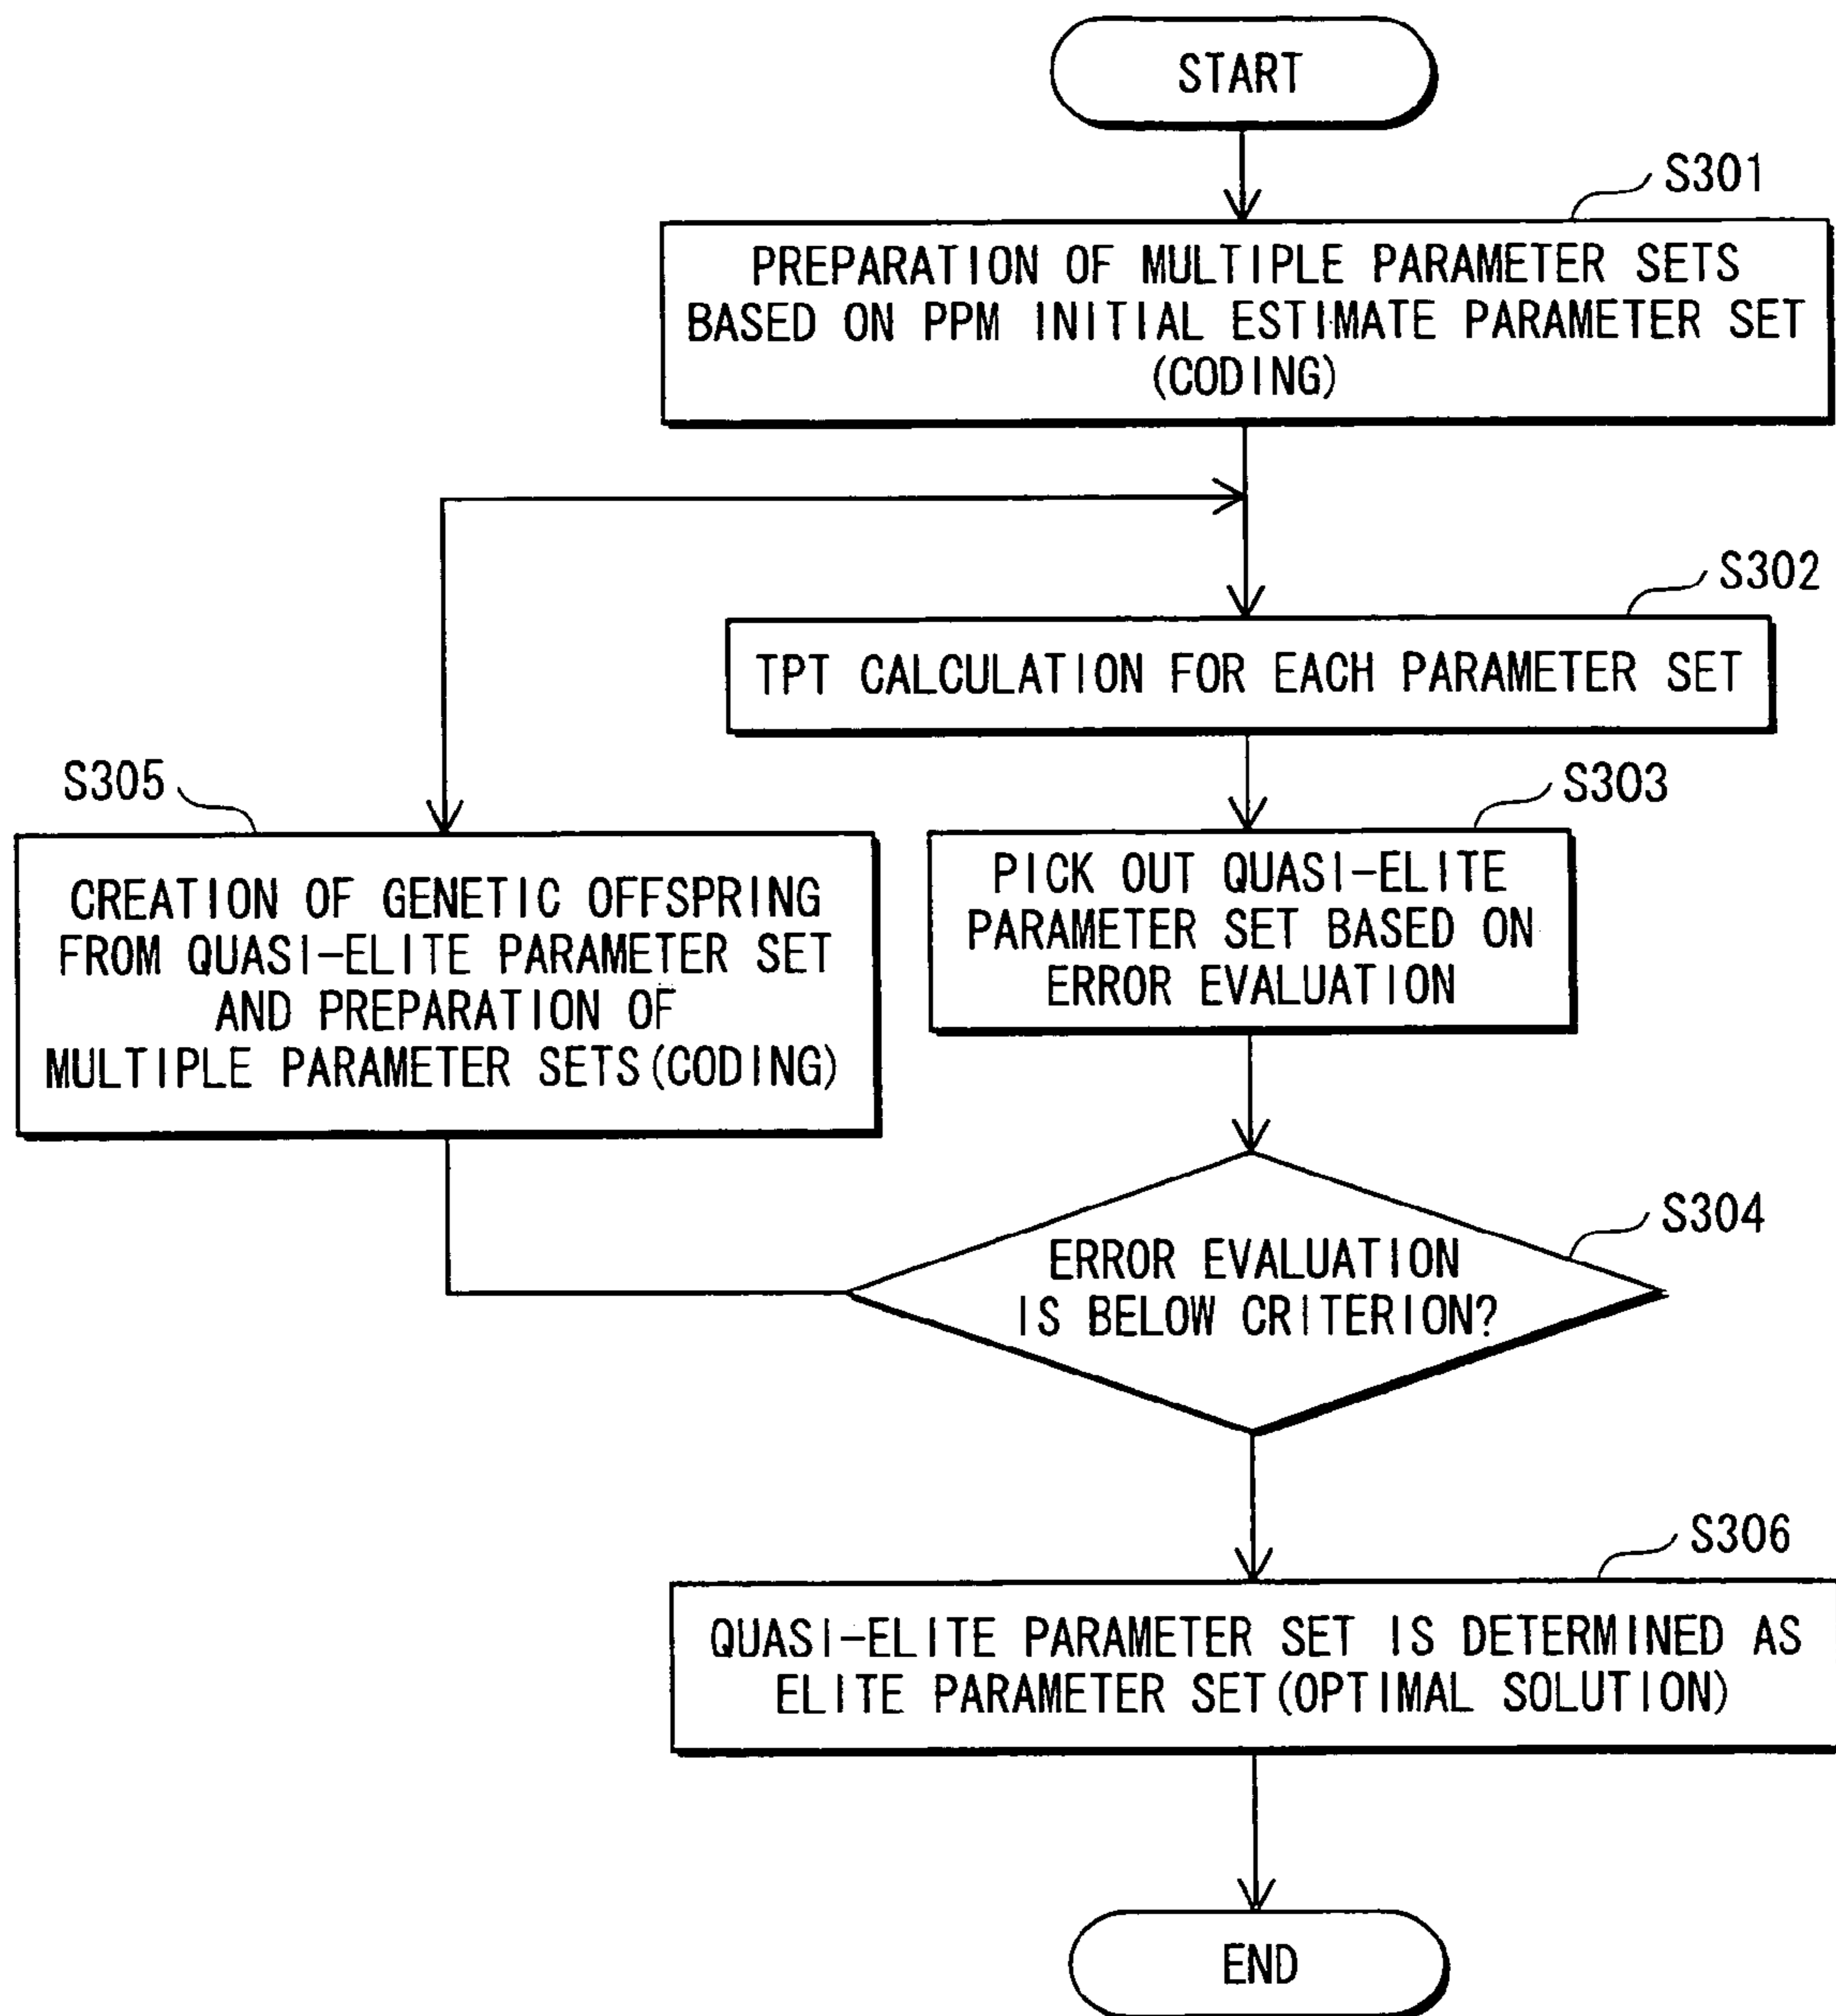 START
S301
PREPARATION OF MULTIPLE PARAMETER SETS
BASED ON PPM INITIAL ESTIMATE PARAMETER SET
(CODING)
S302
TPT CALCULATION FOR EACH PARAMETER SET
S305
CREATION OF GENETIC OFFSPRING
FROM QUASI-ELITE PARAMETER SET
AND PREPARATION OF
MULTIPLE PARAMETER SETS(CODING)
S303
PICK OUT QUASI-ELITE
PARAMETER SET BASED ON
ERROR EVALUATION
S304
ERROR EVALUATION
IS BELOW CRITERION?
S306
QUASI-ELITE PARAMETER SET IS DETERMINED AS
ELITE PARAMETER SET(OPTIMAL SOLUTION)
END